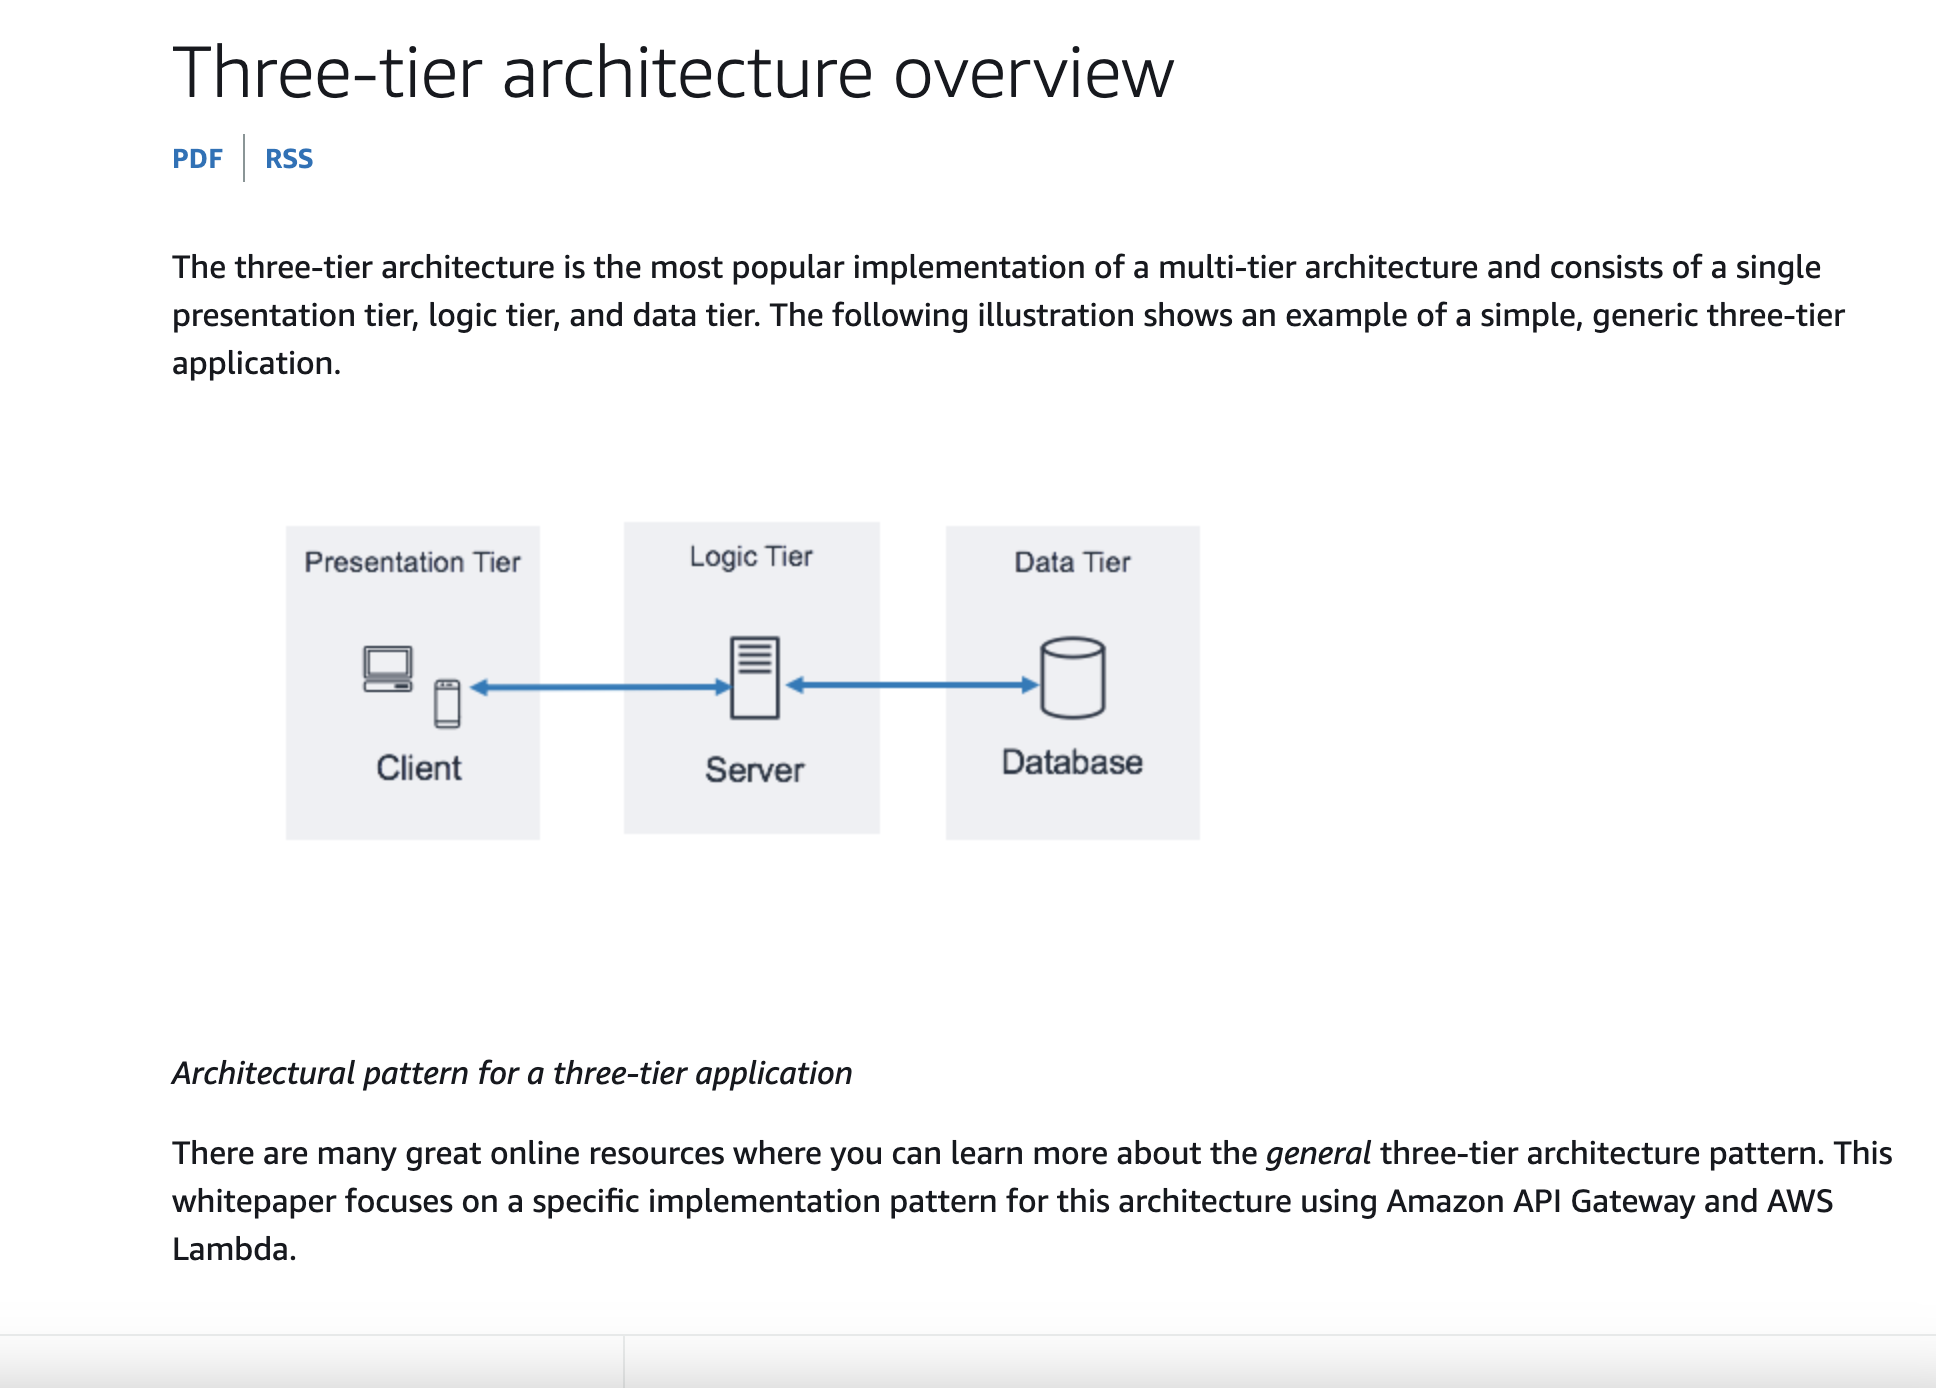 Three-tier architecture overview
PDF | RSS
The three-tier architecture is the most popular implementation of a multi-tier architecture and consists of a single
presentation tier, logic tier, and data tier. The following illustration shows an example of a simple, generic three-tier
application.
Presentation Tier
Logic Tier
Data Tier
Client
Server
Database
Architectural pattern for a three-tier application
There are many great online resources where you can learn more about the general three-tier architecture pattern. This
whitepaper focuses on a specific implementation pattern for this architecture using Amazon API Gateway and AWS
Lambda.